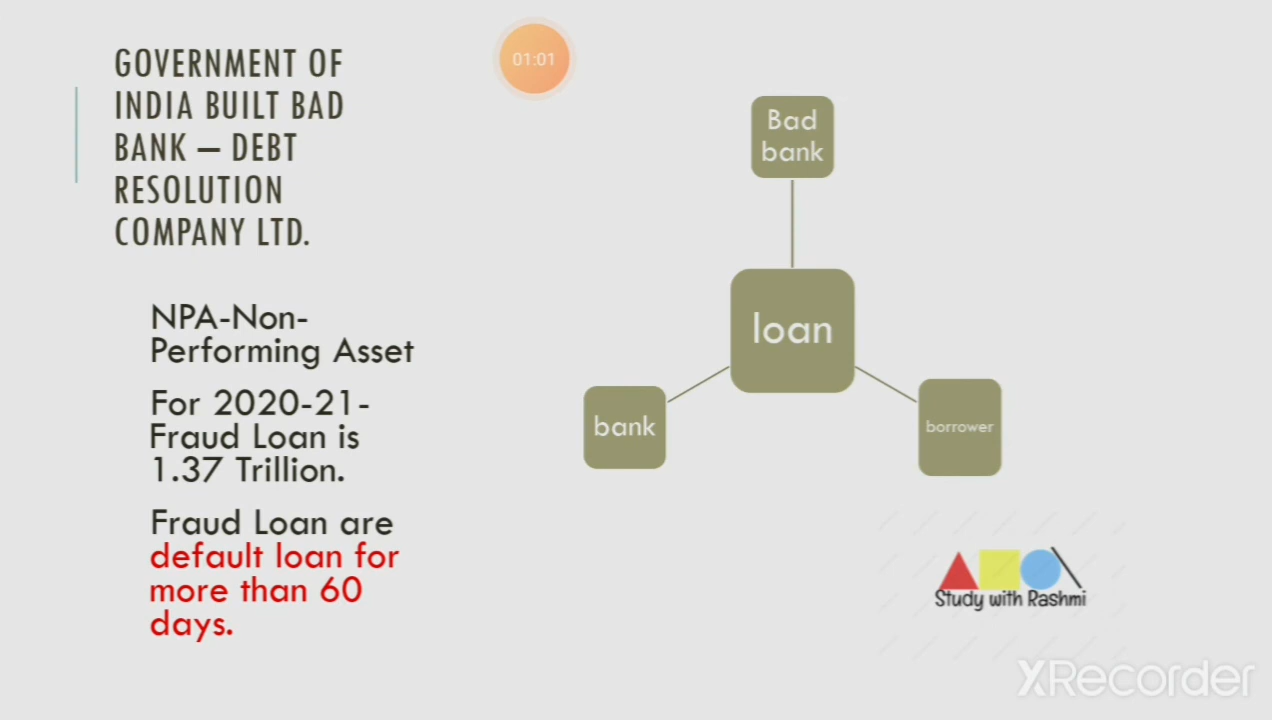 GOVERNMENT OF
INDIA BUILT BAD
BANK – DEBT
RESOLUTION
COMPANY LTD.
01:01
NPA-Non-
Performing Asset
For 2020-21-
Fraud Loan is
1.37 Trillion.
Fraud Loan are
default loan for
more than 60
days.
Bad
bank
loan
bank
borrower
Study with Rashmi
XRecorder